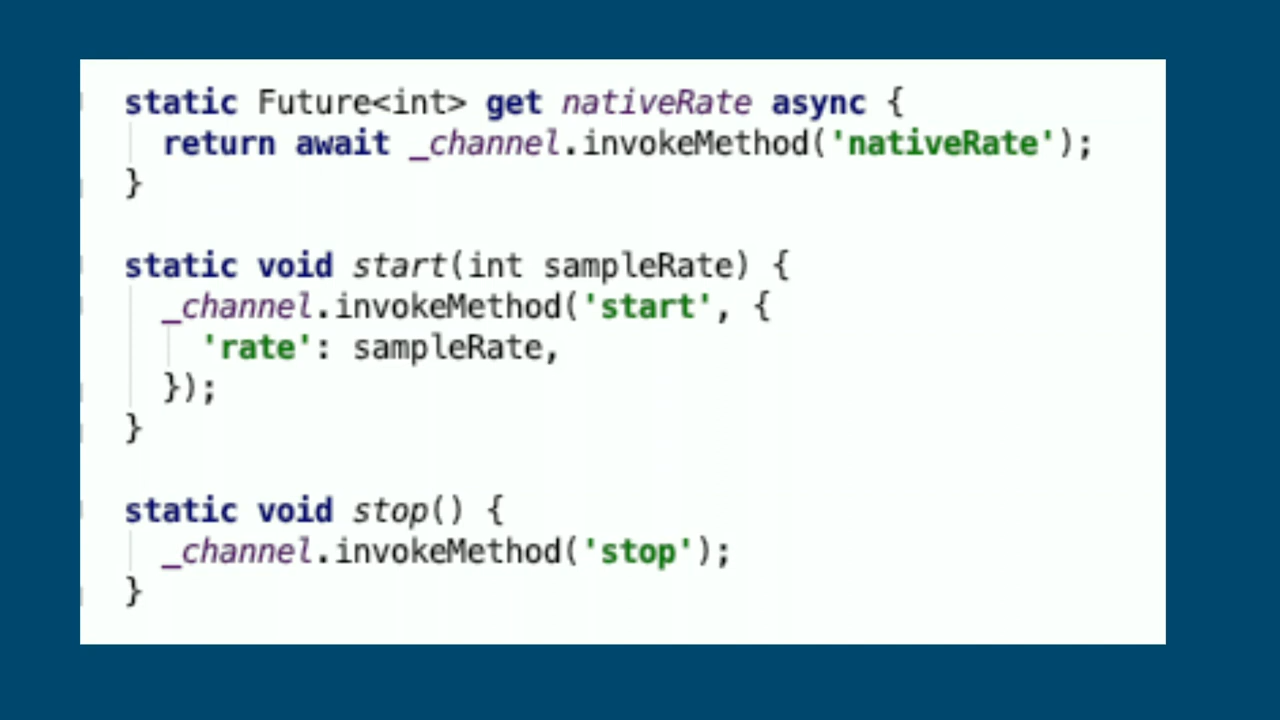 static Future<int> get nativeRate async {
return await _channel.invokeMethod('nativeRate');
}
static void start(int sampleRate) {
_channel.invokeMethod('start', {
'rate': sampleRate,
});
}
static void stop() {
_channel.invokeMethod('stop');
}